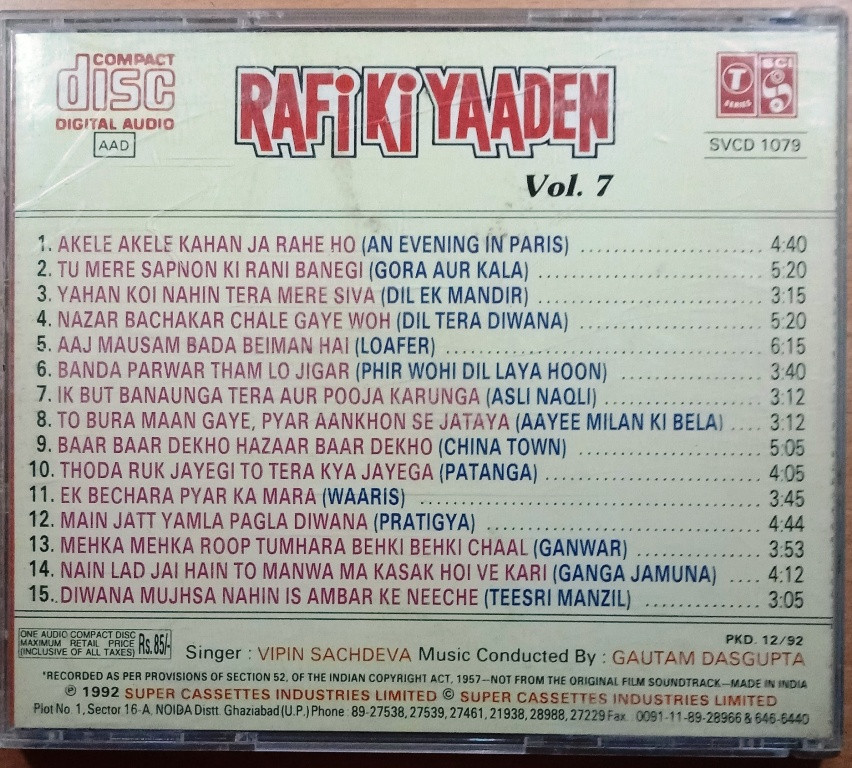 COMPACT
disc
DIGITAL AUDIO
AAD
RAFI KI YAADEN
Vol. 7
T
SERIES
SCI
SVCD 1079
1. AKELE AKELE KAHAN JA RAHE HO (AN EVENING IN PARIS) .................... 4:40
2. TU MERE SAPNON KI RANI BANEGI (GORA AUR KALA) .................... 5:20
3. YAHAN KOI NAHIN TERA MERE SIVA (DIL EK MANDIR) .................... 3:15
4. NAZAR BACHAKAR CHALE GAYE WOH (DIL TERA DIWANA) .................... 5:20
5. AAJ MAUSAM BADA BEIMAN HAI (LOAFER) .................... 6:15
6. BANDA PARWAR THAM LO JIGAR (PHIR WOHI DIL LAYA HOON) .................... 3:40
7. IK BUT BANAUNGA TERA AUR POOJA KARUNGA (ASLI NAQLI) .................... 3:12
8. TO BURA MAAN GAYE, PYAR AANKHON SE JATAYA (AAYEE MILAN KI BELA) .... 3:12
9. BAAR BAAR DEKHO HAZAAR BAAR DEKHO (CHINA TOWN) .................... 5:05
10. THODA RUK JAYEGI TO TERA KYA JAYEGA (PATANGA) .................... 4:05
11. EK BECHARA PYAR KA MARA (WAARIS) .................... 3:45
12. MAIN JATT YAMLA PAGLA DIWANA (PRATIGYA) .................... 4:44
13. MEHKA MEHKA ROOP TUMHARA BEHKI BEHKI CHAAL (GANWAR) .................... 3:53
14. NAIN LAD JAI HAIN TO MANWA MA KASAK HOI VE KARI (GANGA JAMUNA) .... 4:12
15. DIWANA MUJHSA NAHIN IS AMBAR KE NEECHE (TEESRI MANZIL) .............. 3:05
ONE AUDIO COMPACT DISC
MAXIMUM RETAIL PRICE
(INCLUSIVE OF ALL TAXES)
Rs. 85/-
PKD. 12/92
Singer : VIPIN SACHDEVA Music Conducted By : GAUTAM DASGUPTA
*RECORDED AS PER PROVISIONS OF SECTION 52, OF THE INDIAN COPYRIGHT ACT, 1957—NOT FROM THE ORIGINAL FILM SOUNDTRACK—MADE IN INDIA
℗ 1992 SUPER CASSETTES INDUSTRIES LIMITED © SUPER CASSETTES INDUSTRIES LIMITED
Plot No. 1, Sector 16-A, NOIDA Distt. Ghaziabad (U.P.) Phone : 89-27538, 27539, 27461, 21938, 28988, 27229 Fax : 0091-11-89-28966 & 646-6440